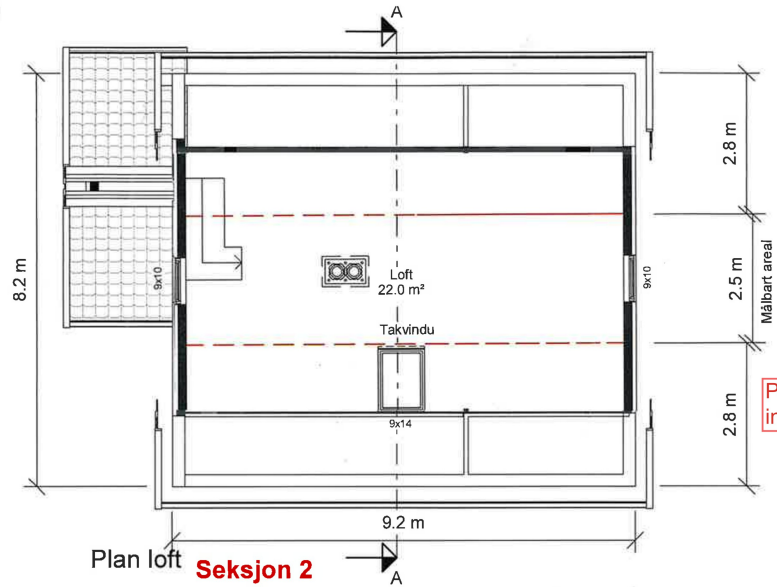 A
2.8 m
8.2 m
9x10
Loft
22.0 m²
9x10
2.5 m
Målbart areal
Takvindu
9x14
2.8 m
P
in
9.2 m
Plan loft
Seksjon 2
A